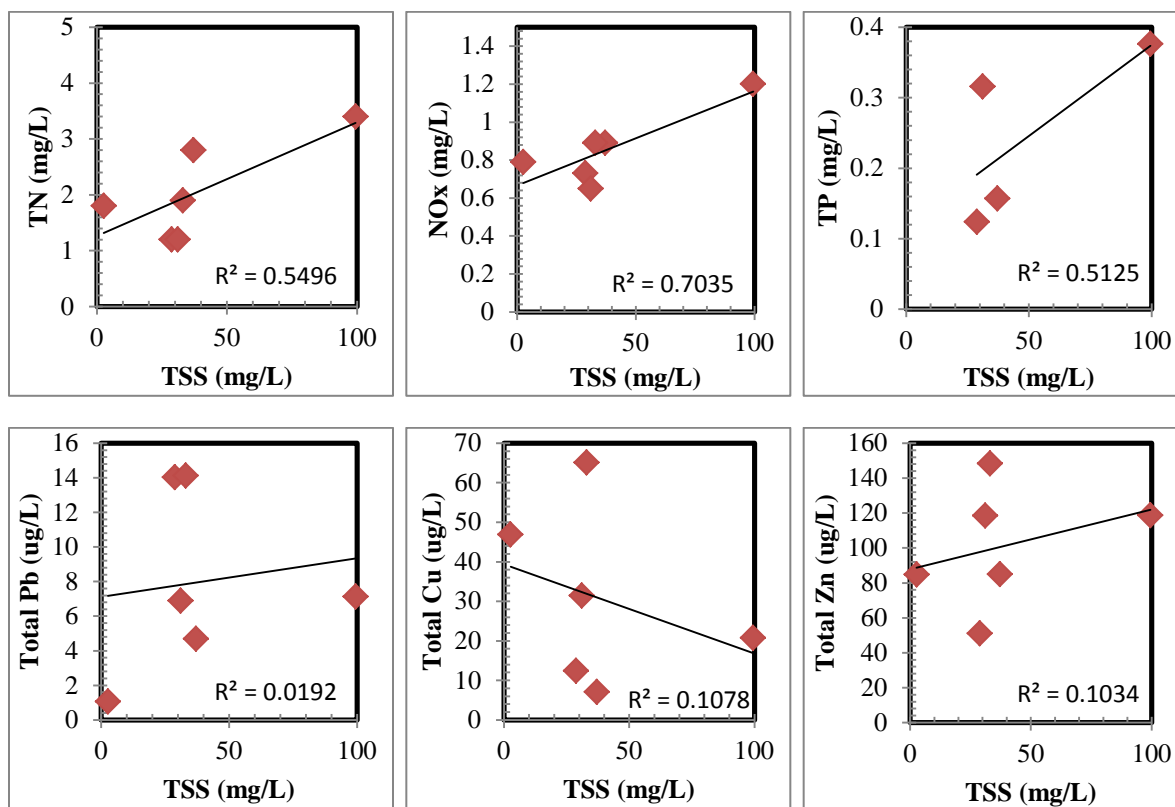 TN (mg/L)
5
4
3
2
1
0
R² = 0.5496
0 50 100
TSS (mg/L)
NOx (mg/L)
1.4
1.2
1
0.8
0.6
0.4
0.2
0
R² = 0.7035
0 50 100
TSS (mg/L)
TP (mg/L)
0.4
0.3
0.2
0.1
0
R² = 0.5125
0 50 100
TSS (mg/L)
Total Pb (ug/L)
16
14
12
10
8
6
4
2
0
R² = 0.0192
0 50 100
TSS (mg/L)
Total Cu (ug/L)
70
60
50
40
30
20
10
0
R² = 0.1078
0 50 100
TSS (mg/L)
Total Zn (ug/L)
160
140
120
100
80
60
40
20
0
R² = 0.1034
0 50 100
TSS (mg/L)